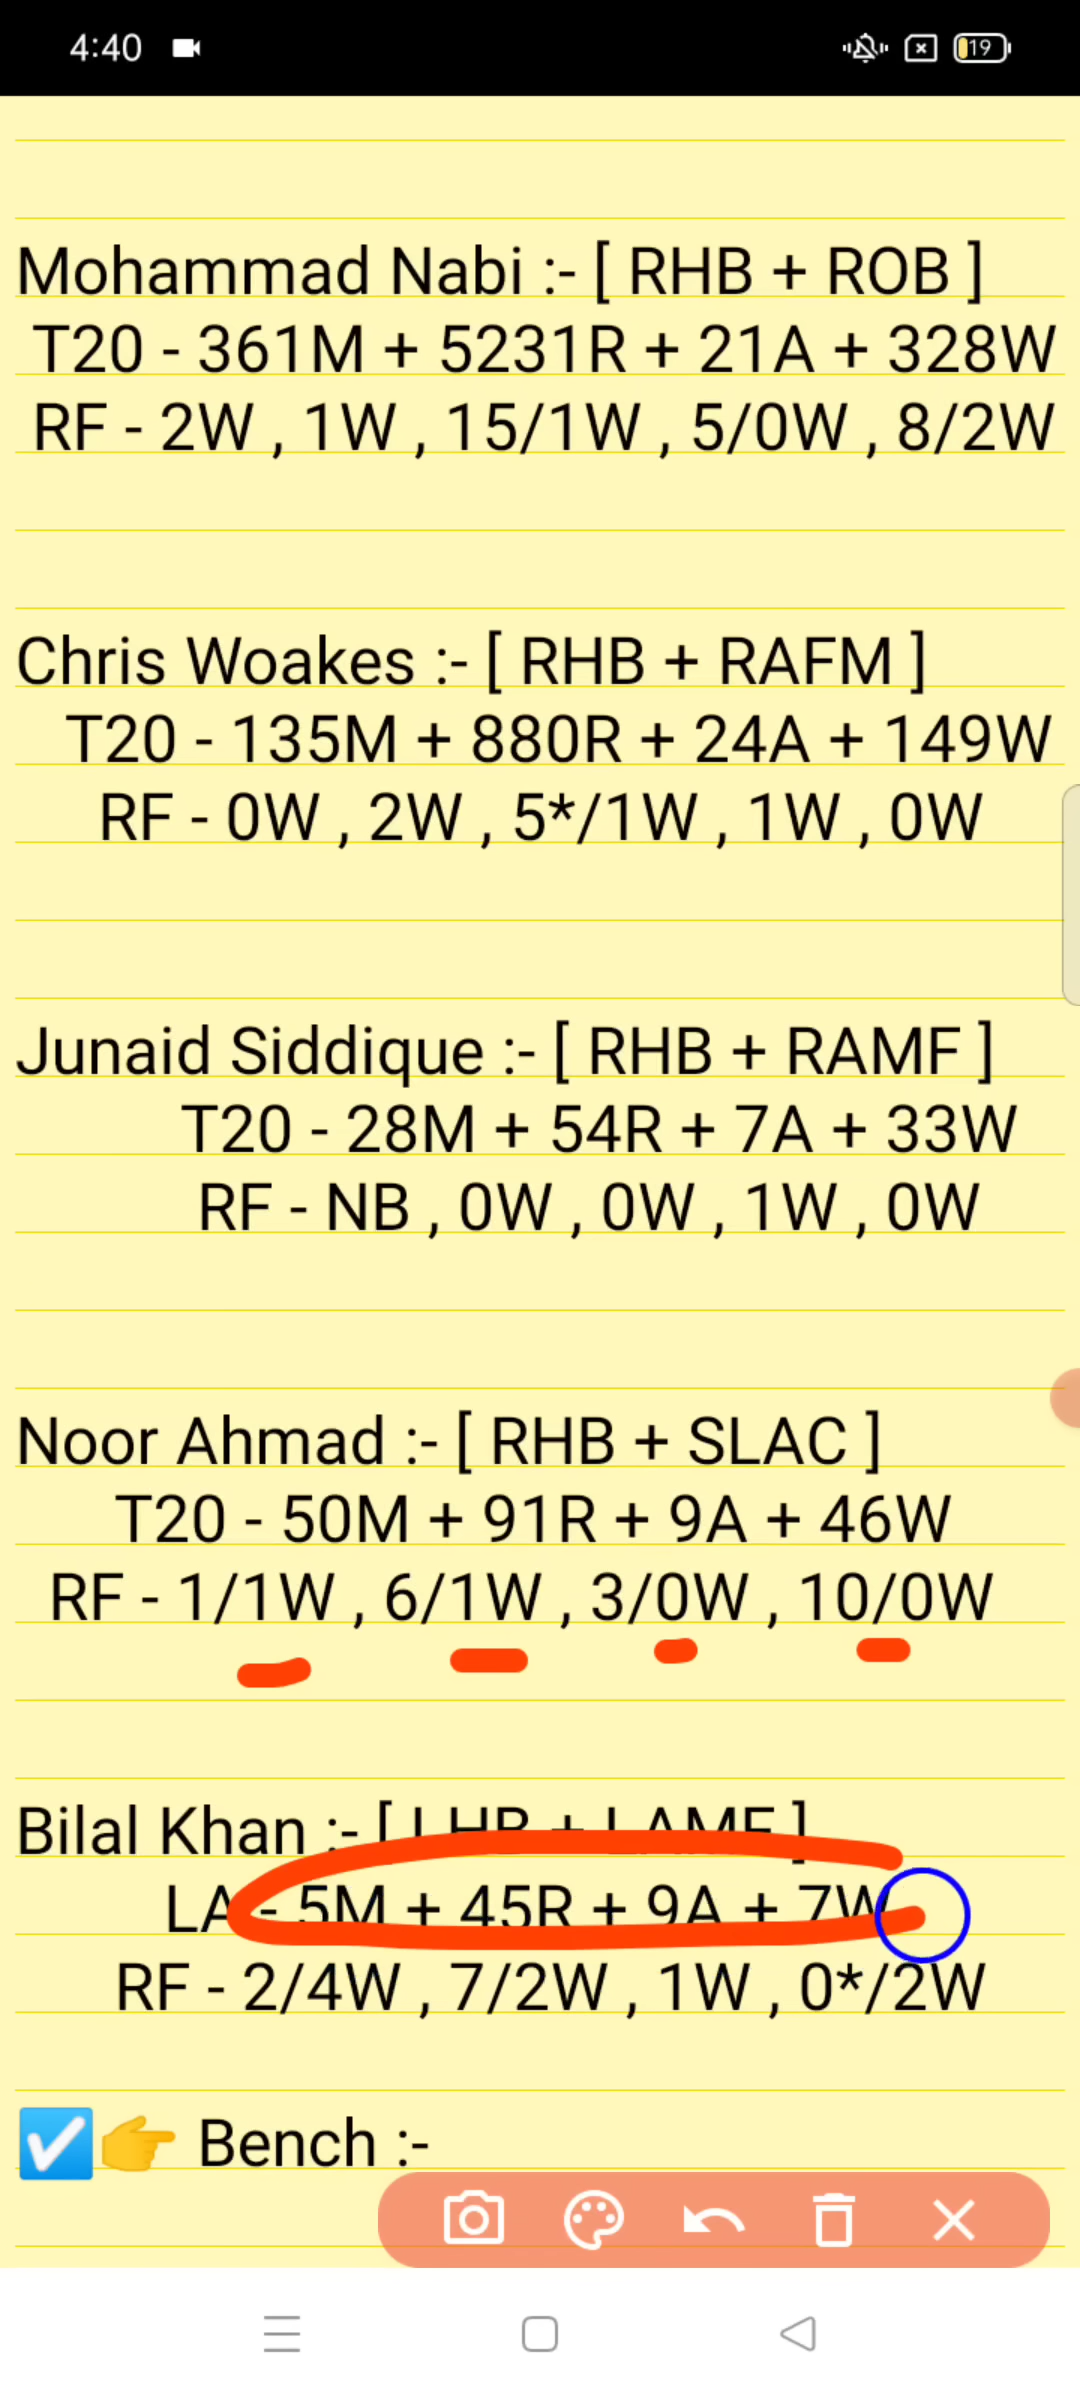 4:40
19
Mohammad Nabi :- [ RHB + ROB ]
T20 - 361M + 5231R + 21A + 328W
RF - 2W , 1W , 15/1W , 5/0W , 8/2W
Chris Woakes :- [ RHB + RAFM ]
T20 - 135M + 880R + 24A + 149W
RF - 0W , 2W , 5*/1W , 1W , 0W
Junaid Siddique :- [ RHB + RAMF ]
T20 - 28M + 54R + 7A + 33W
RF - NB , 0W , 0W , 1W , 0W
Noor Ahmad :- [ RHB + SLAC ]
T20 - 50M + 91R + 9A + 46W
RF - 1/1W , 6/1W , 3/0W , 10/0W
Bilal Khan :- [ LHB + LAMF ]
LA - 5M + 45R + 9A + 7W
RF - 2/4W , 7/2W , 1W , 0*/2W
✅👉 Bench :-